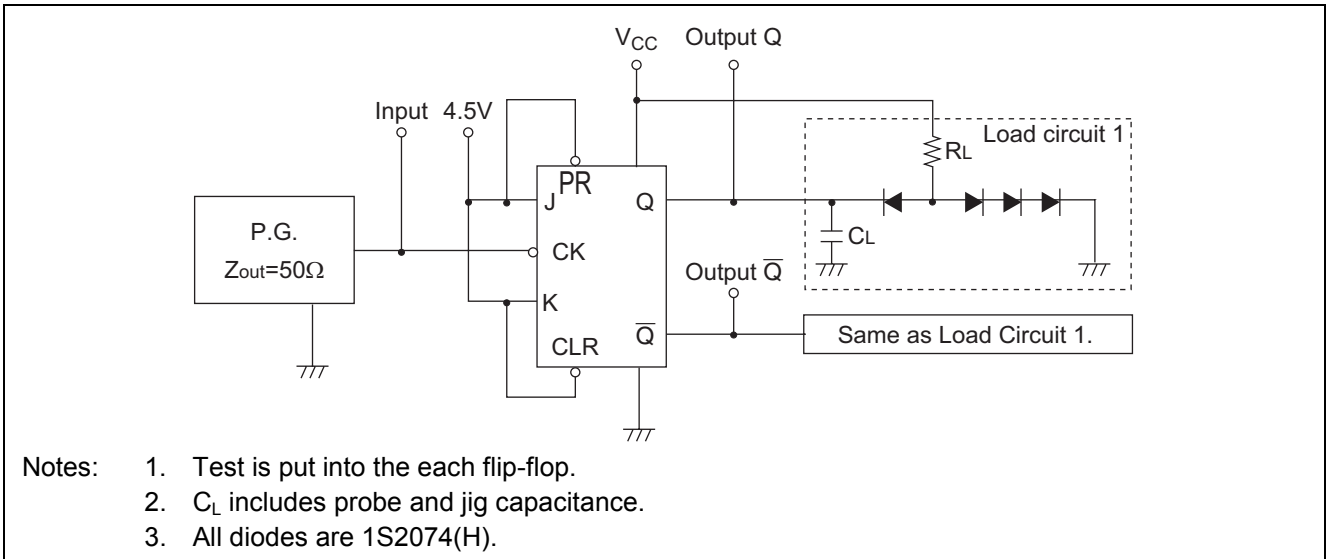 V_CC Output Q
Input 4.5V
Load circuit 1
RL
PR
J
Q
P.G.
Zout=50Ω
CK
CL
Output Q̅
K
Q̅
CLR
Same as Load Circuit 1.
Notes: 1. Test is put into the each flip-flop.
2. C_L includes probe and jig capacitance.
3. All diodes are 1S2074(H).